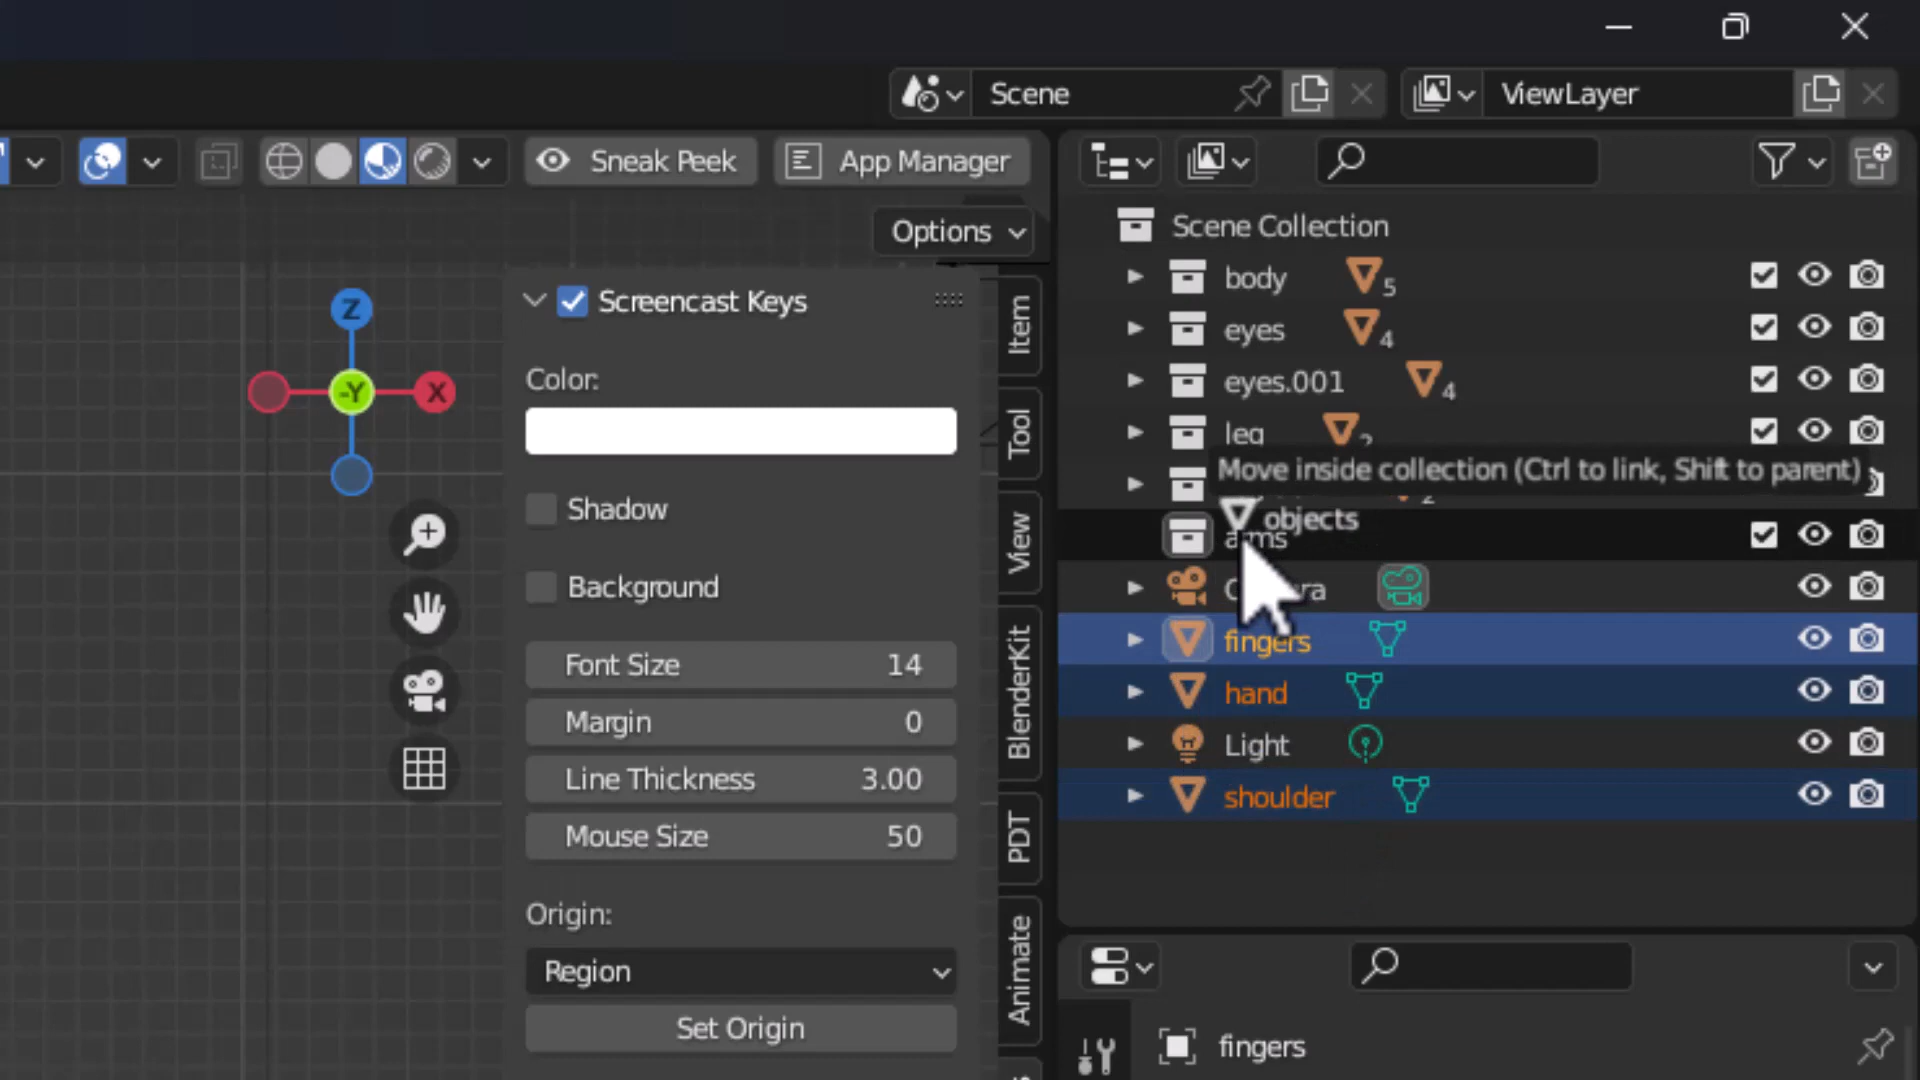 Scene
ViewLayer
Sneak Peek
App Manager
Options
Z
-Y
X
Screencast Keys
Color:
Shadow
Background
Font Size 14
Margin 0
Line Thickness 3.00
Mouse Size 50
Origin:
Region
Set Origin
Item
Tool
View
BlenderKit
PDT
Animate
Scene Collection
body 5
eyes 4
eyes.001 4
leg 2
Move inside collection (Ctrl to link, Shift to parent)
2
objects
arms
fingers
hand
Light
shoulder
fingers